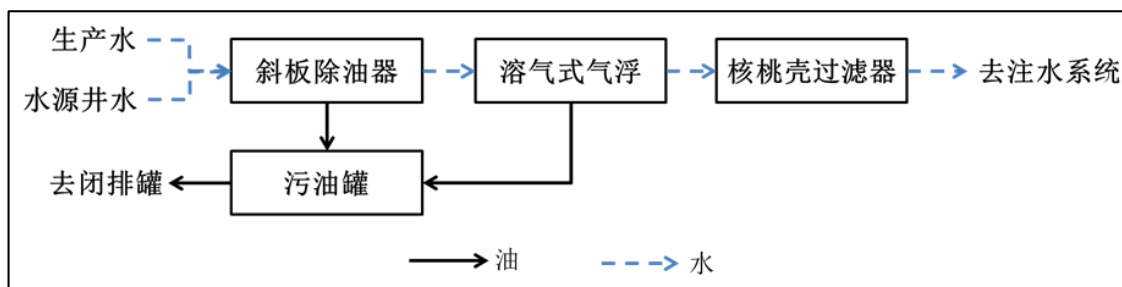 生产水
水源井水
斜板除油器
溶气式气浮
核桃壳过滤器
去注水系统
去闭排罐
污油罐
油
水